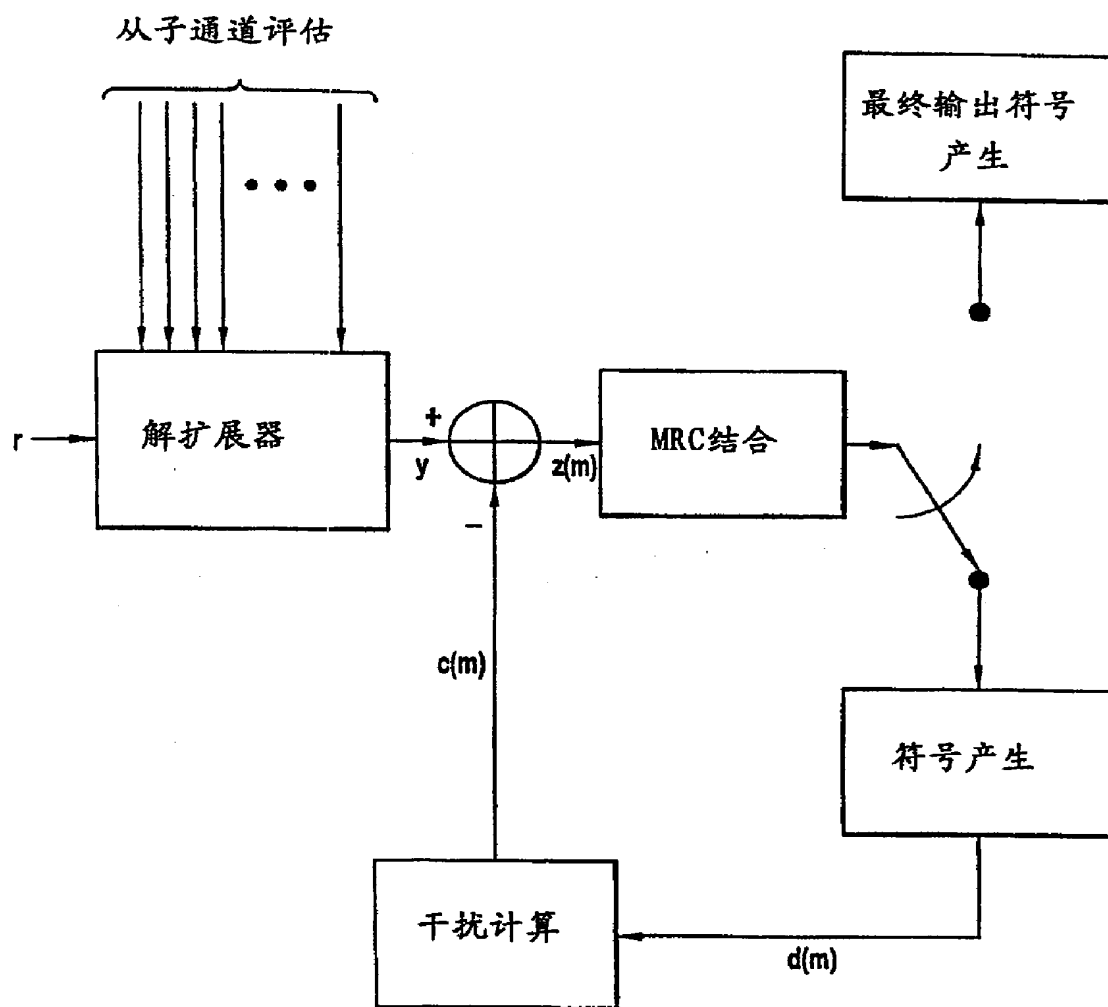 从子通道评估
最终输出符号
产生
r
解扩展器
+
y
−
z(m)
MRC结合
c(m)
符号产生
干扰计算
d(m)